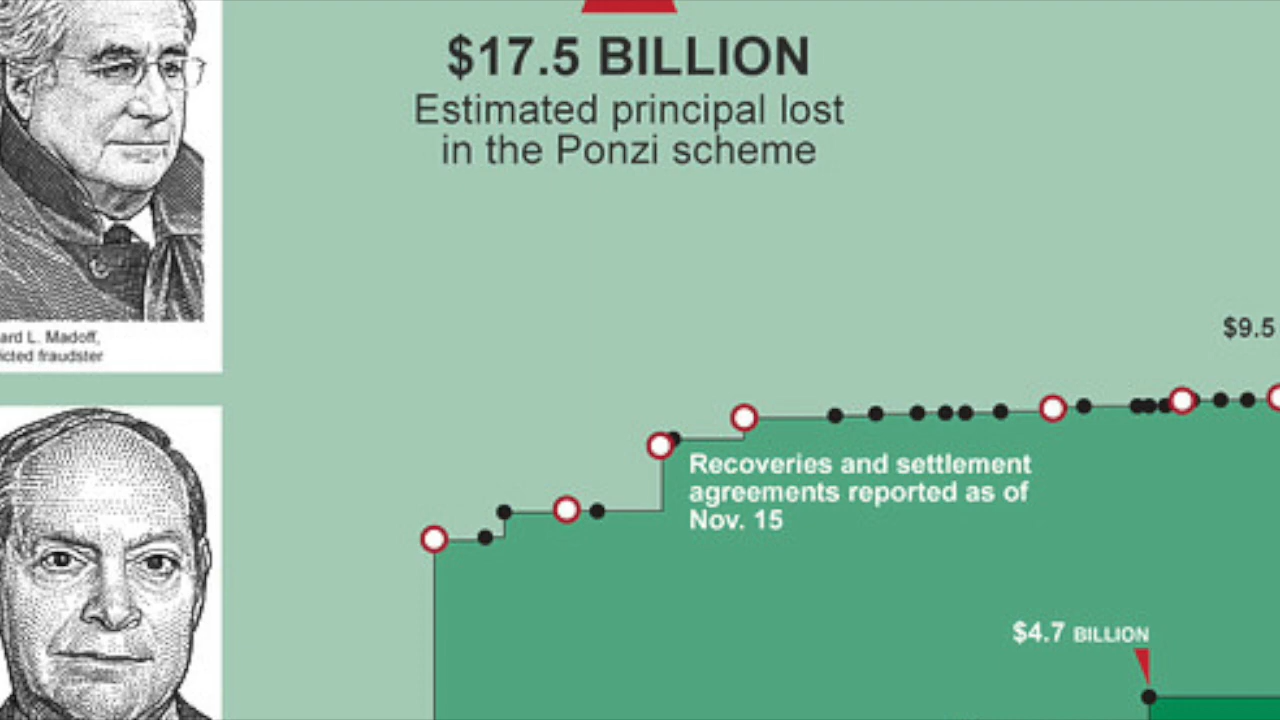 $17.5 BILLION
Estimated principal lost
in the Ponzi scheme
ard L. Madoff,
icted fraudster
$9.5
Recoveries and settlement
agreements reported as of
Nov. 15
$4.7 BILLION